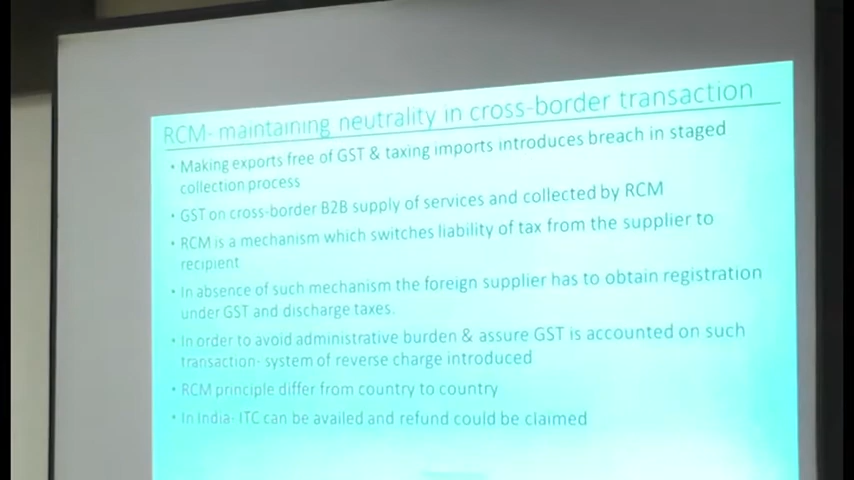 RCM- maintaining neutrality in cross-border transaction
• Making exports free of GST & taxing imports introduces breach in staged
collection process
• GST on cross-border B2B supply of services and collected by RCM
• RCM is a mechanism which switches liability of tax from the supplier to
recipient
• In absence of such mechanism the foreign supplier has to obtain registration
under GST and discharge taxes.
• In order to avoid administrative burden & assure GST is accounted on such
transaction- system of reverse charge introduced
• RCM principle differ from country to country
• In India- ITC can be availed and refund could be claimed